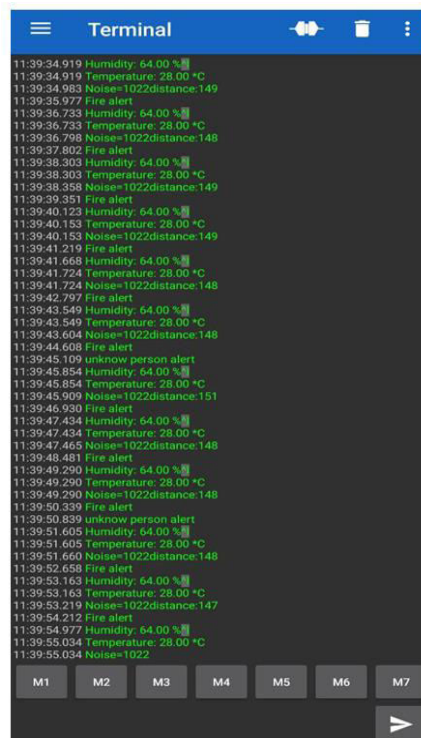 Terminal
11:39:34.919 Humidity: 64.00 %^J
11:39:34.919 Temperature: 28.00 *C
11:39:34.983 Noise=1022distance:149
11:39:35.977 Fire alert
11:39:36.733 Humidity: 64.00 %^J
11:39:36.733 Temperature: 28.00 *C
11:39:36.798 Noise=1022distance:148
11:39:37.802 Fire alert
11:39:38.303 Humidity: 64.00 %^J
11:39:38.303 Temperature: 28.00 *C
11:39:38.358 Noise=1022distance:149
11:39:39.351 Fire alert
11:39:40.123 Humidity: 64.00 %^J
11:39:40.153 Temperature: 28.00 *C
11:39:40.153 Noise=1022distance:149
11:39:41.219 Fire alert
11:39:41.668 Humidity: 64.00 %^J
11:39:41.724 Temperature: 28.00 *C
11:39:41.724 Noise=1022distance:148
11:39:42.797 Fire alert
11:39:43.549 Humidity: 64.00 %^J
11:39:43.549 Temperature: 28.00 *C
11:39:43.604 Noise=1022distance:148
11:39:44.608 Fire alert
11:39:45.109 unknow person alert
11:39:45.854 Humidity: 64.00 %^J
11:39:45.854 Temperature: 28.00 *C
11:39:45.909 Noise=1022distance:151
11:39:46.930 Fire alert
11:39:47.434 Humidity: 64.00 %^J
11:39:47.434 Temperature: 28.00 *C
11:39:47.465 Noise=1022distance:148
11:39:48.481 Fire alert
11:39:49.290 Humidity: 64.00 %^J
11:39:49.290 Temperature: 28.00 *C
11:39:49.290 Noise=1022distance:148
11:39:50.339 Fire alert
11:39:50.839 unknow person alert
11:39:51.605 Humidity: 64.00 %^J
11:39:51.605 Temperature: 28.00 *C
11:39:51.660 Noise=1022distance:148
11:39:52.658 Fire alert
11:39:53.163 Humidity: 64.00 %^J
11:39:53.163 Temperature: 28.00 *C
11:39:53.219 Noise=1022distance:147
11:39:54.212 Fire alert
11:39:54.977 Humidity: 64.00 %^J
11:39:55.034 Temperature: 28.00 *C
11:39:55.034 Noise=1022
M1 M2 M3 M4 M5 M6 M7